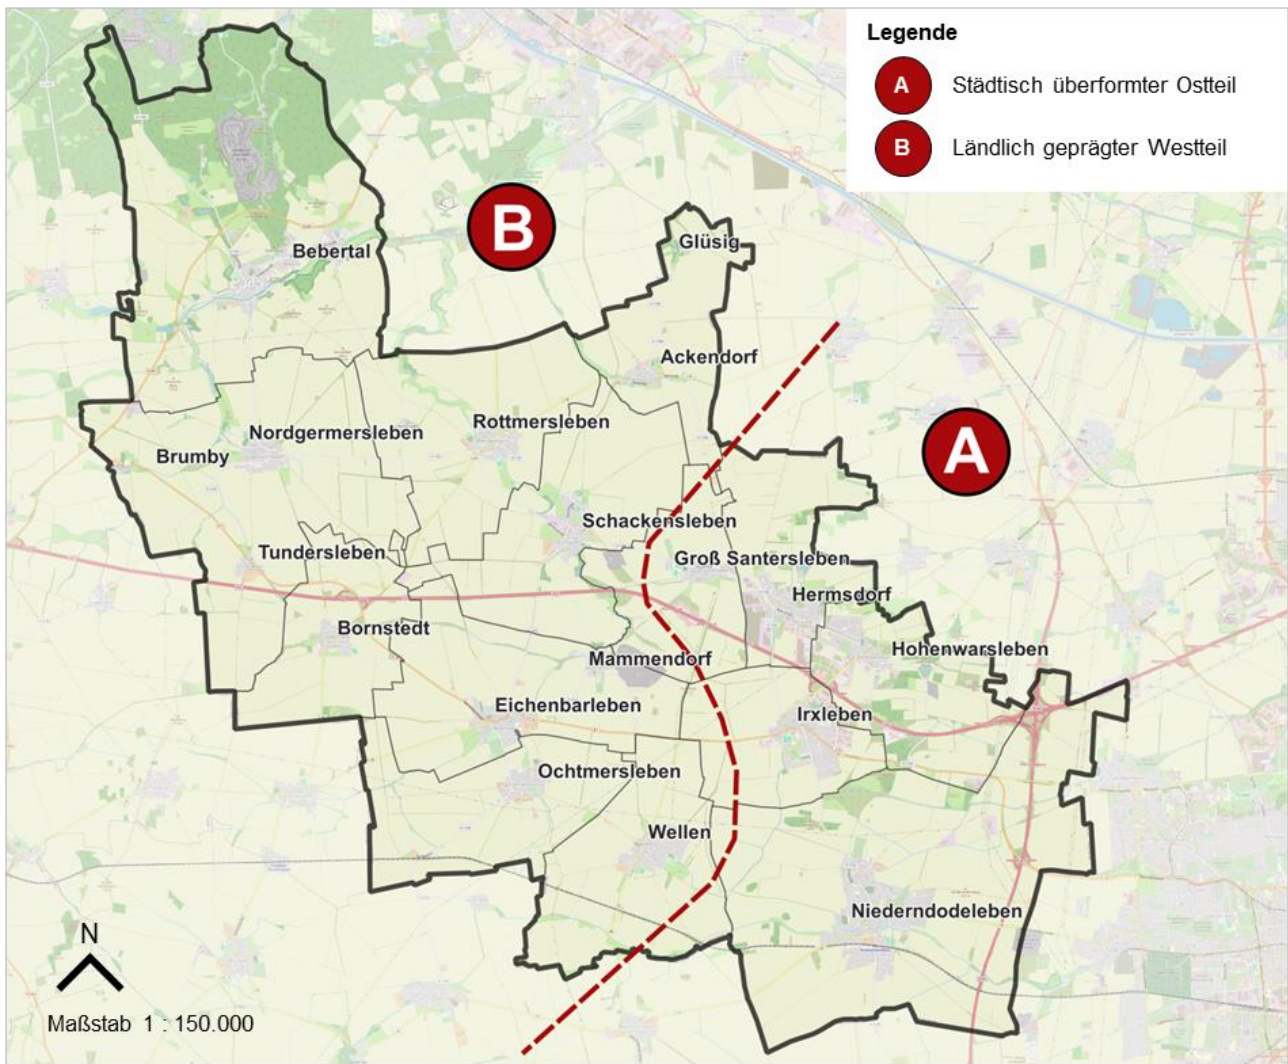 Legende
A Städtisch überformter Ostteil
B Ländlich geprägter Westteil
B
Glüsig
Bebertal
Ackendorf
Rottmersleben
Nordgermersleben
A
Brumby
Schackensleben
Tundersleben
Groß Santersleben
Hermsdorf
Bornstedt
Hohenwarsleben
Mammendorf
Eichenbarleben
Irxleben
Ochtmersleben
Wellen
Niederndodeleben
N
Maßstab 1 : 150.000